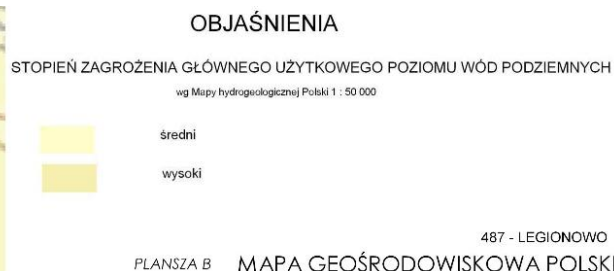 OBJAŚNIENIA
STOPIEŃ ZAGROŻENIA GŁÓWNEGO UŻYTKOWEGO POZIOMU WÓD PODZIEMNYCH
wg Mapy hydrogeologicznej Polski 1 : 50 000
średni
wysoki
487 - LEGIONOWO
PLANSZA B MAPA GEOŚRODOWISKOWA POLSKI